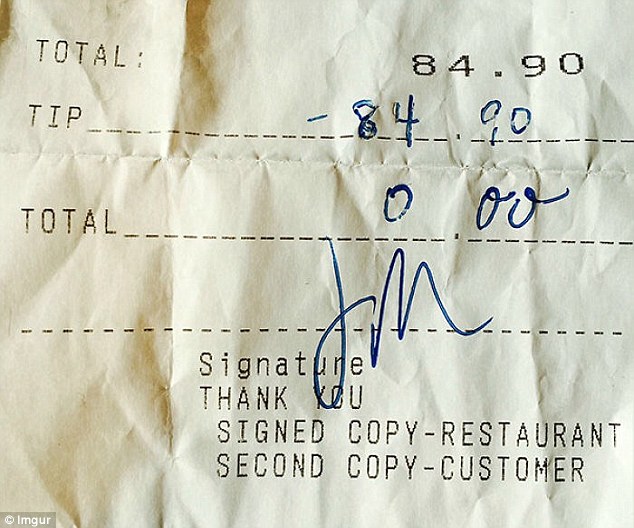 TOTAL: 84.90
TIP -84.90
TOTAL 0.00
JM
Signature
THANK YOU
SIGNED COPY-RESTAURANT
SECOND COPY-CUSTOMER
© Imgur